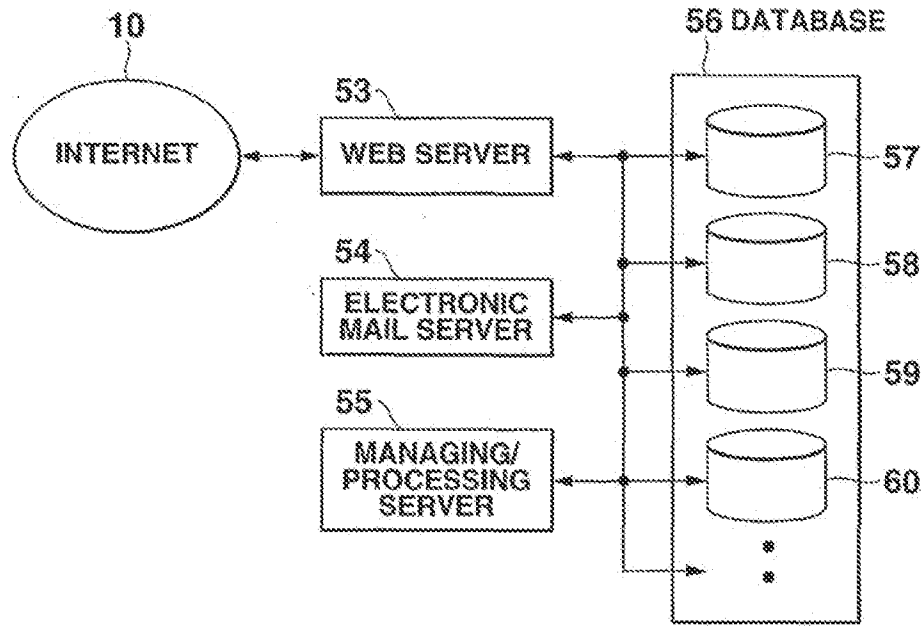 10
INTERNET
53
WEB SERVER
54
ELECTRONIC
MAIL SERVER
55
MANAGING/
PROCESSING
SERVER
56 DATABASE
57
58
59
60